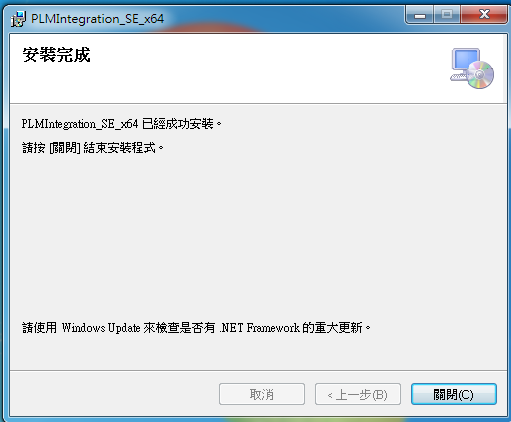 PLMIntegration_SE_x64
安裝完成
PLMIntegration_SE_x64 已經成功安裝。
請按 [關閉] 結束安裝程式。
請使用 Windows Update 來檢查是否有 .NET Framework 的重大更新。
取消
< 上一步(B)
關閉(C)